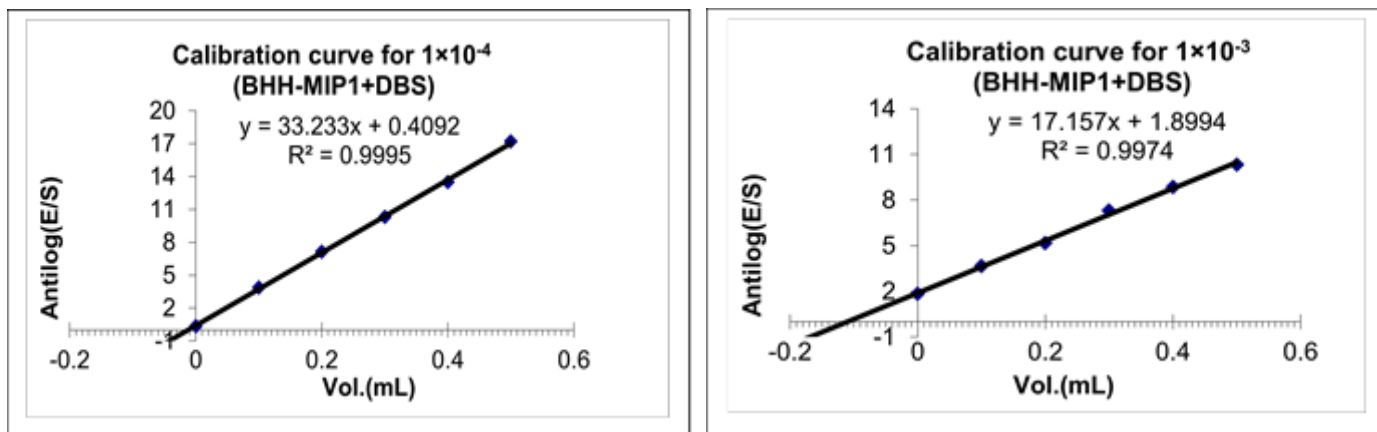 Calibration curve for 1×10⁻⁴
(BHH-MIP1+DBS)
y = 33.233x + 0.4092
R² = 0.9995
Antilog(E/S)
20
17
14
11
8
5
2
-1
-0.2
0
0.2
0.4
0.6
Vol.(mL)
Calibration curve for 1×10⁻³
(BHH-MIP1+DBS)
y = 17.157x + 1.8994
R² = 0.9974
Antilog(E/S)
14
11
8
5
2
-1
-0.2
0
0.2
0.4
0.6
Vol.(mL)